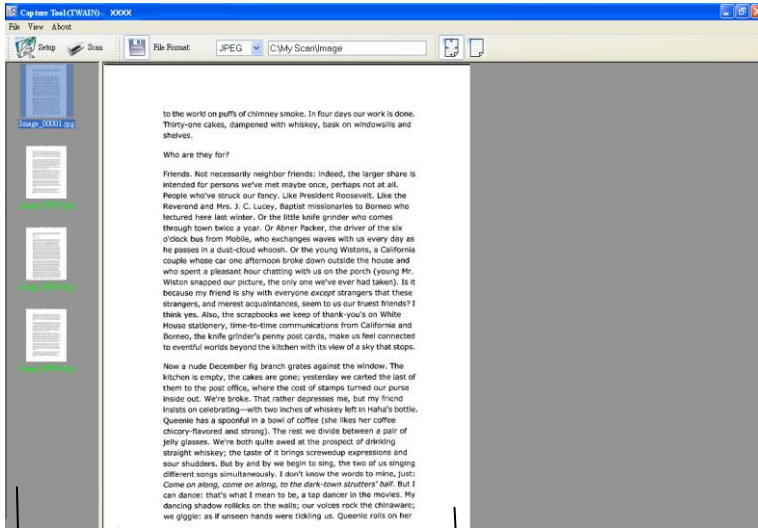 Capture Tool(TWAIN)- XXXX
File View About
Setup Scan File Format: JPEG C:\My Scan\Image
Image_00001.jpg
to the world on puffs of chimney smoke. In four days our work is done.
Thirty-one cakes, dampened with whiskey, bask on windowsills and
shelves.
Who are they for?
Friends. Not necessarily neighbor friends: indeed, the larger share is
intended for persons we've met maybe once, perhaps not at all.
People who've struck our fancy. Like President Roosevelt. Like the
Reverend and Mrs. J. C. Lucey, Baptist missionaries to Borneo who
lectured here last winter. Or the little knife grinder who comes
through town twice a year. Or Abner Packer, the driver of the six
o'clock bus from Mobile, who exchanges waves with us every day as
he passes in a dust-cloud whoosh. Or the young Wistons, a California
couple whose car one afternoon broke down outside the house and
who spent a pleasant hour chatting with us on the porch (young Mr.
Wiston snapped our picture, the only one we've ever had taken). Is it
because my friend is shy with everyone except strangers that these
strangers, and merest acquaintances, seem to us our truest friends? I
think yes. Also, the scrapbooks we keep of thank-you's on White
House stationery, time-to-time communications from California and
Borneo, the knife grinder's penny post cards, make us feel connected
to eventful worlds beyond the kitchen with its view of a sky that stops.
Now a nude December fig branch grates against the window. The
kitchen is empty, the cakes are gone; yesterday we carted the last of
them to the post office, where the cost of stamps turned our purse
inside out. We're broke. That rather depresses me, but my friend
insists on celebrating—with two inches of whiskey left in Haha's bottle.
Queenie has a spoonful in a bowl of coffee (she likes her coffee
chicory-flavored and strong). The rest we divide between a pair of
jelly glasses. We're both quite awed at the prospect of drinking
straight whiskey; the taste of it brings screwedup expressions and
sour shudders. But by and by we begin to sing, the two of us singing
different songs simultaneously. I don't know the words to mine, just:
Come on along, come on along, to the dark-town strutters' ball. But I
can dance: that's what I mean to be, a tap dancer in the movies. My
dancing shadow rollicks on the walls; our voices rock the chinaware;
we giggle: as if unseen hands were tickling us. Queenie rolls on her